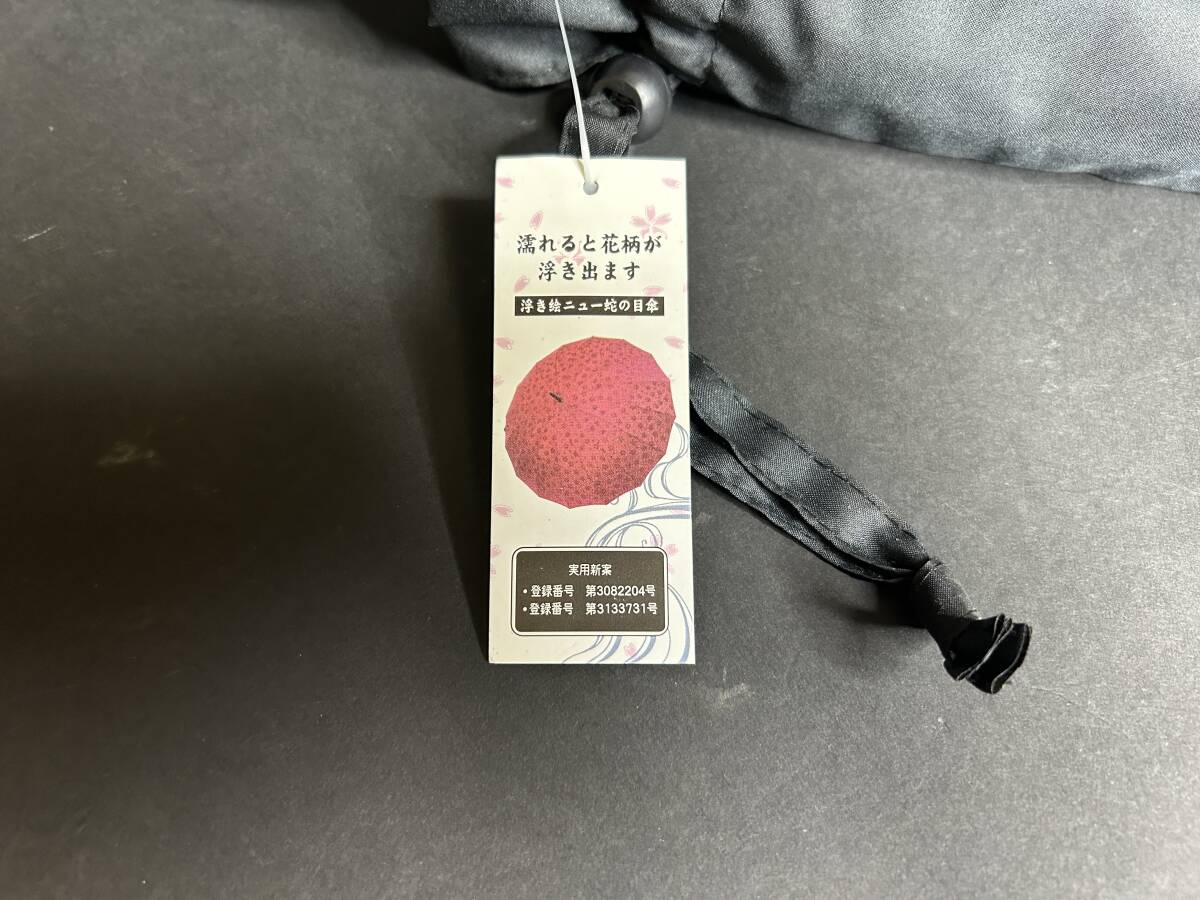 濡れると花柄が
浮き出ます
浮き絵ニュー蛇の目傘
実用新案
・登録番号 第3082204号
・登録番号 第3133731号